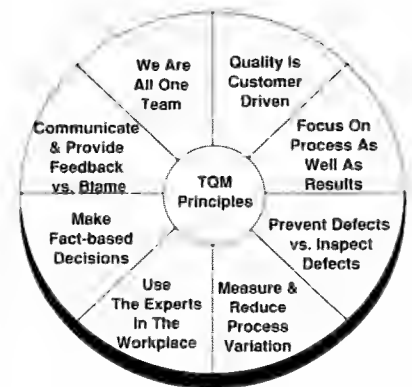 TQM
Principles
Quality Is
Customer
Driven
Focus On
Process As
Well As
Results
Prevent Defects
vs. Inspect
Defects
Measure &
Reduce
Process
Variation
Use
The Experts
In The
Workplace
Make
Fact-based
Decisions
Communicate
& Provide
Feedback
vs. Blame
We Are
All One
Team